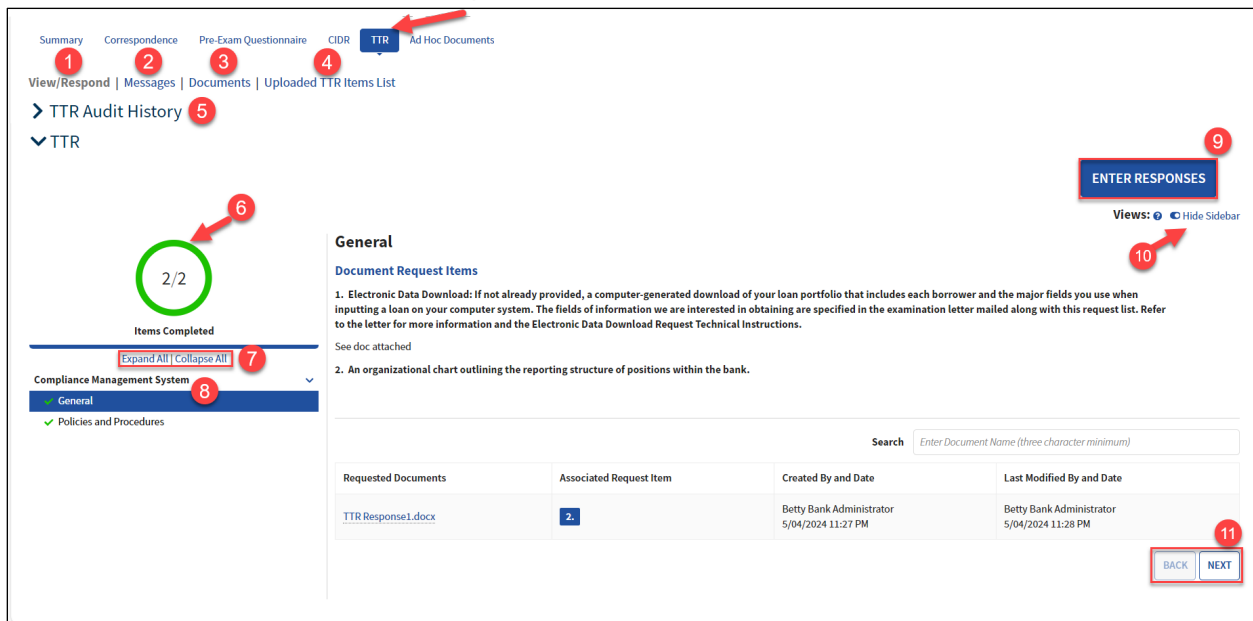 Summary Correspondence Pre-Exam Questionnaire CIDR TTR Ad Hoc Documents
1 2 3 4
View/Respond | Messages | Documents | Uploaded TTR Items List
TTR Audit History 5
TTR
9
ENTER RESPONSES
Views: ? Hide Sidebar
10
6
2/2
Items Completed
Expand All | Collapse All 7
Compliance Management System
8
General
Policies and Procedures
General
Document Request Items
1. Electronic Data Download: If not already provided, a computer-generated download of your loan portfolio that includes each borrower and the major fields you use when
inputting a loan on your computer system. The fields of information we are interested in obtaining are specified in the examination letter mailed along with this request list. Refer
to the letter for more information and the Electronic Data Download Request Technical Instructions.
See doc attached
2. An organizational chart outlining the reporting structure of positions within the bank.
Search Enter Document Name (three character minimum)
Requested Documents Associated Request Item Created By and Date Last Modified By and Date
TTR Response1.docx 2. Betty Bank Administrator Betty Bank Administrator
5/04/2024 11:27 PM 5/04/2024 11:28 PM
11
BACK NEXT